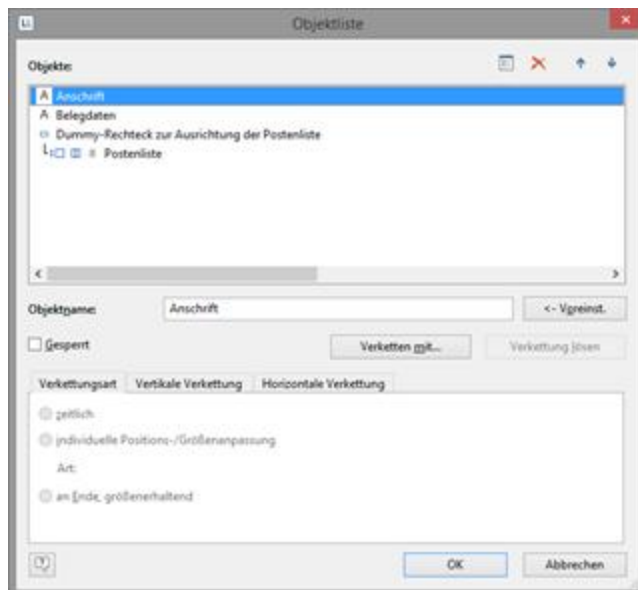 LL Objektliste
Objekte:
Anschrift
Belegdaten
Dummy-Rechteck zur Ausrichtung der Postenliste
Postenliste
Objektname: Anschrift <- Voreinst.
Gesperrt Verketten mit... Verkettung lösen
Verkettungsart Vertikale Verkettung Horizontale Verkettung
zeitlich
individuelle Positions-/Größenanpassung
Art:
an Ende, größenerhaltend
OK Abbrechen